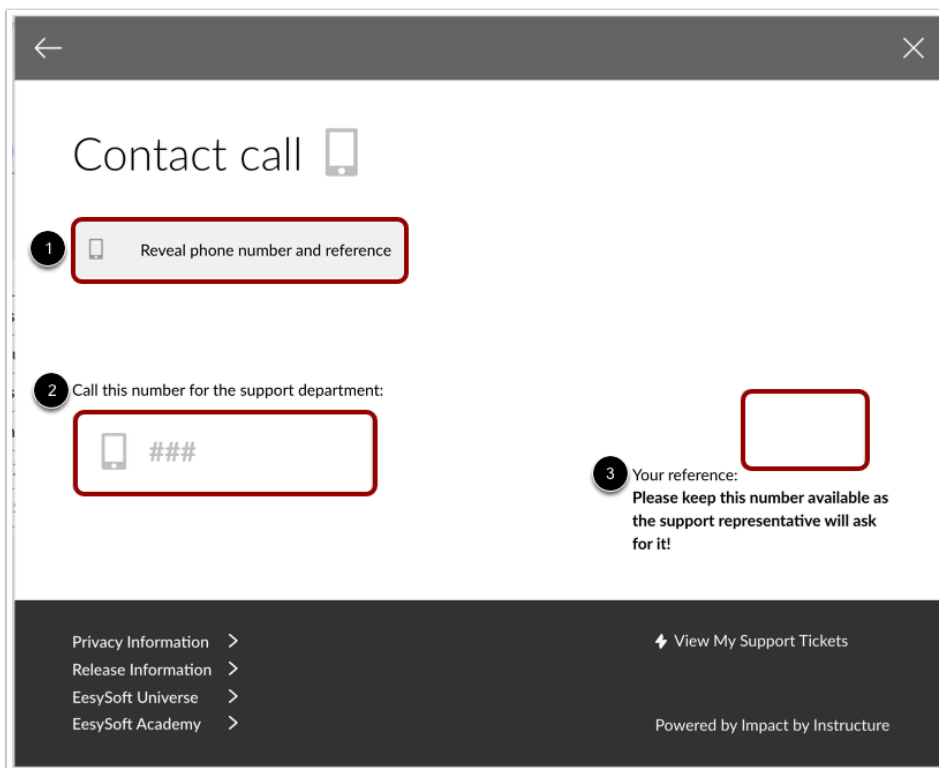 Contact call
1
Reveal phone number and reference
2
Call this number for the support department:
###
3
Your reference:
Please keep this number available as
the support representative will ask
for it!
Privacy Information
Release Information
EesySoft Universe
EesySoft Academy
View My Support Tickets
Powered by Impact by Instructure